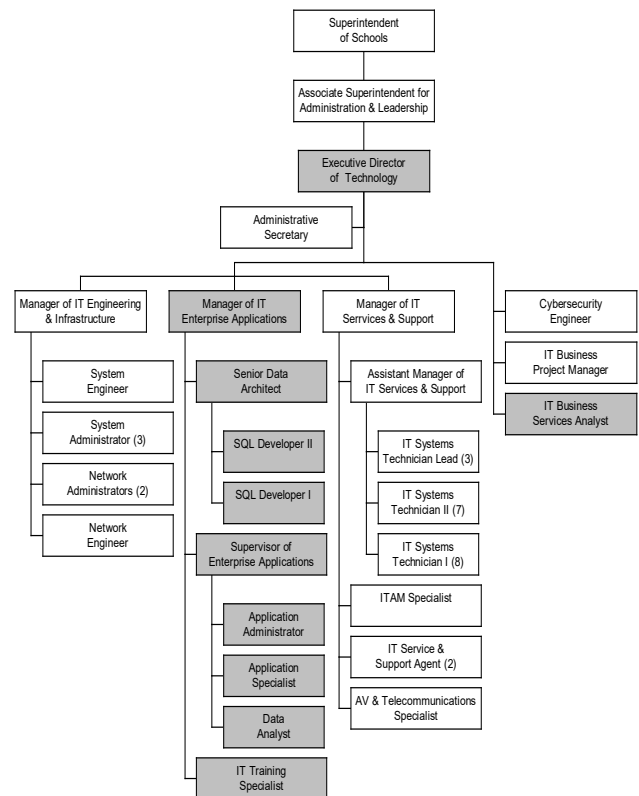 Superintendent
of Schools
Associate Superintendent for
Administration & Leadership
Executive Director
of Technology
Administrative
Secretary
Manager of IT Engineering
& Infrastructure
System
Engineer
System
Administrator (3)
Network
Administrators (2)
Network
Engineer
Manager of IT
Enterprise Applications
Senior Data
Architect
SQL Developer II
SQL Developer I
Supervisor of
Enterprise Applications
Application
Administrator
Application
Specialist
Data
Analyst
IT Training
Specialist
Manager of IT
Serrvices & Support
Assistant Manager of
IT Services & Support
IT Systems
Technician Lead (3)
IT Systems
Technician II (7)
IT Systems
Technician I (8)
ITAM Specialist
IT Service &
Support Agent (2)
AV & Telecommunications
Specialist
Cybersecurity
Engineer
IT Business
Project Manager
IT Business
Services Analyst